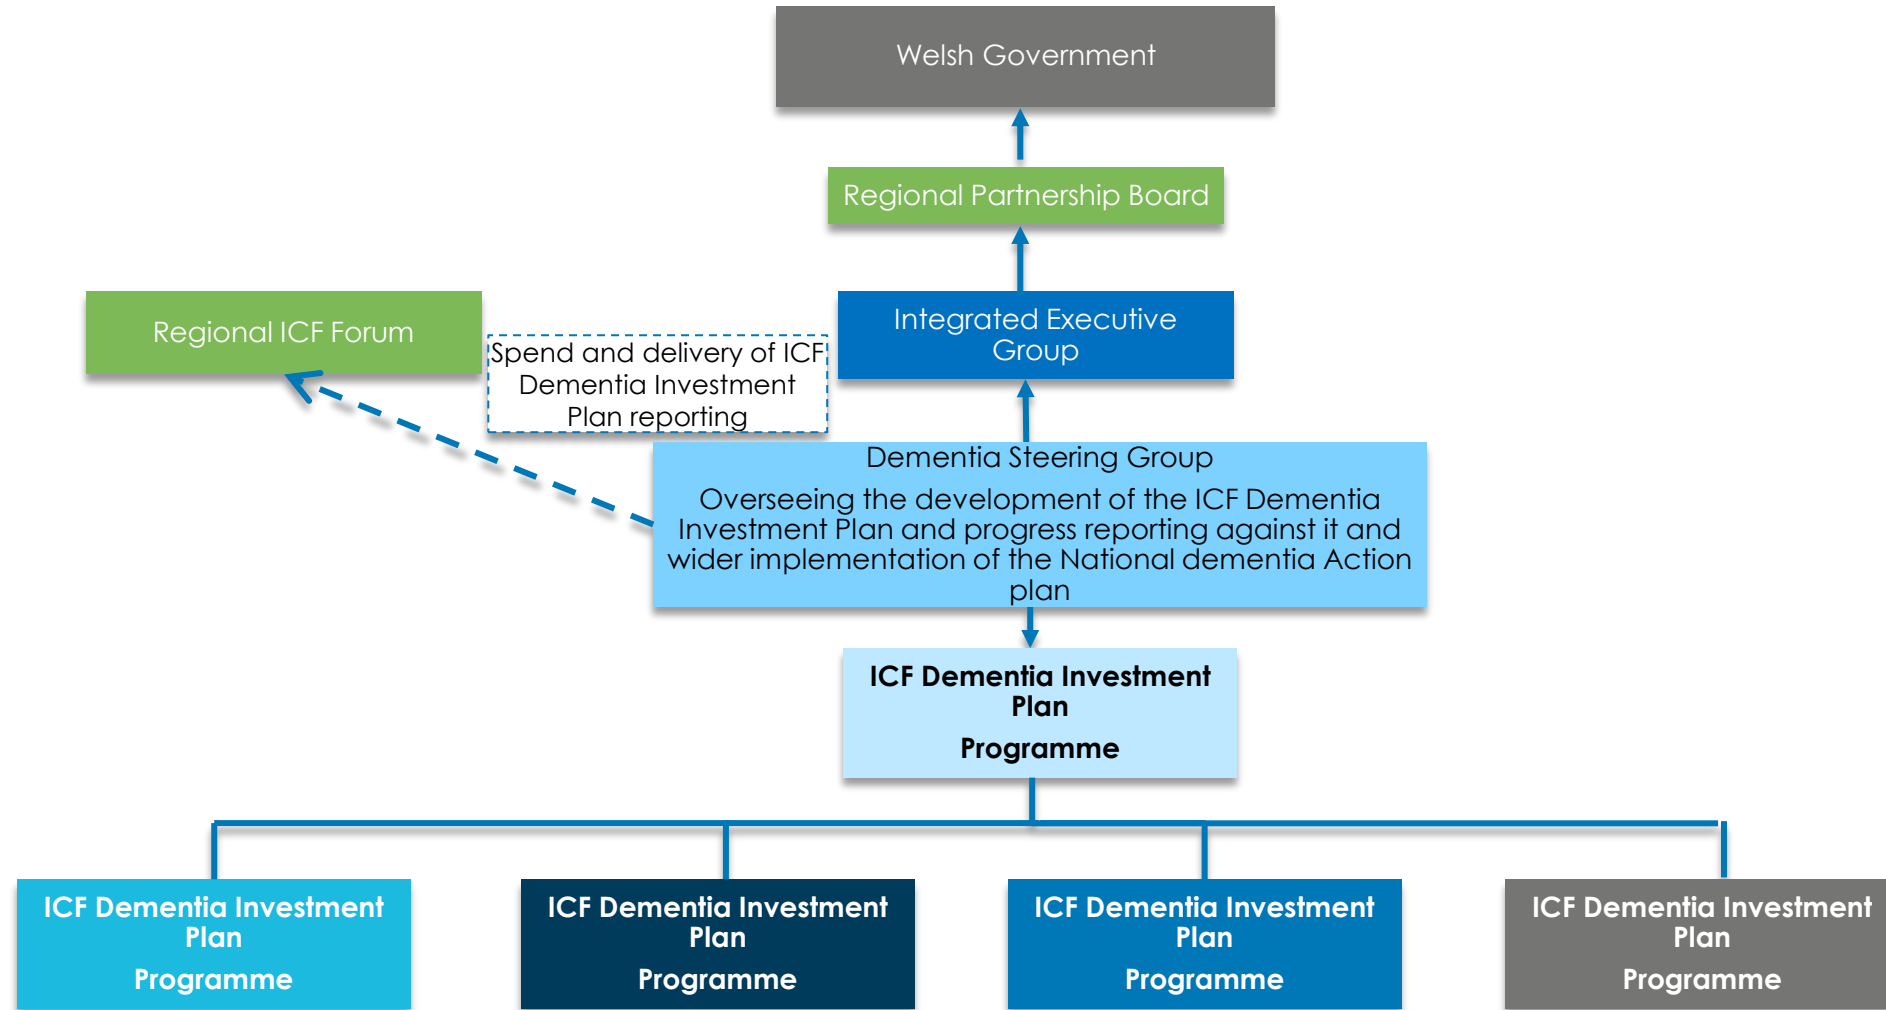 Welsh Government
Regional Partnership Board
Regional ICF Forum
Integrated Executive
Group
Spend and delivery of ICF
Dementia Investment
Plan reporting
Dementia Steering Group
Overseeing the development of the ICF Dementia
Investment Plan and progress reporting against it and
wider implementation of the National dementia Action
plan
ICF Dementia Investment
Plan
Programme
ICF Dementia Investment
Plan
Programme
ICF Dementia Investment
Plan
Programme
ICF Dementia Investment
Plan
Programme
ICF Dementia Investment
Plan
Programme